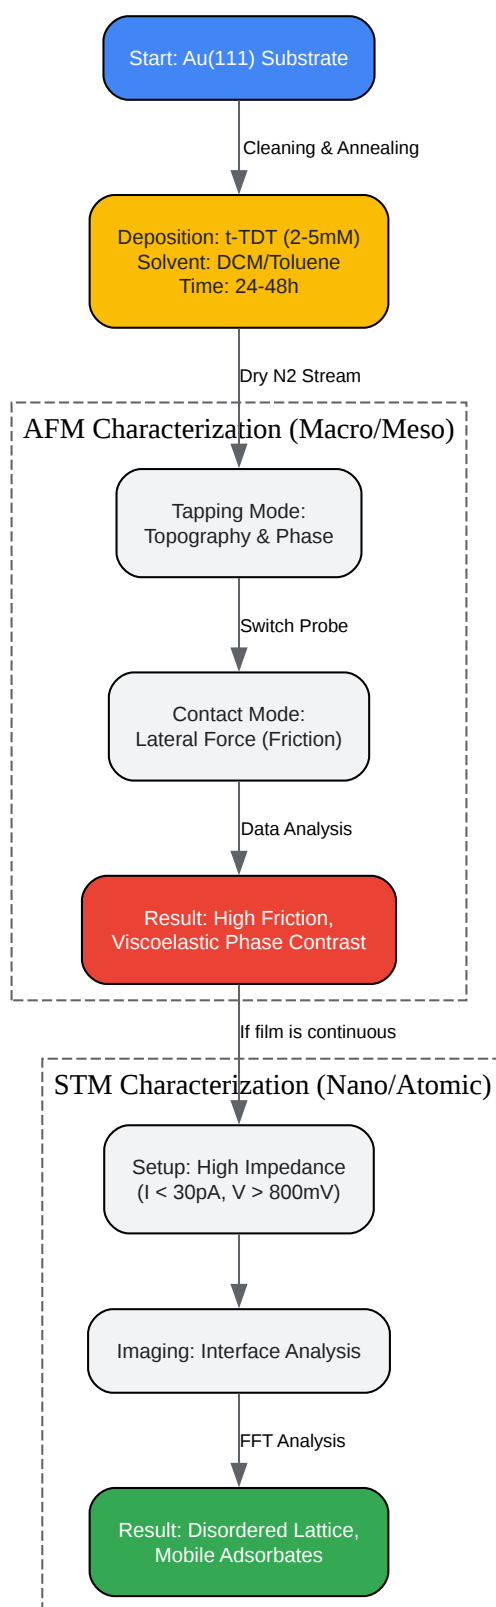 Start: Au(111) Substrate
Cleaning & Annealing
Deposition: t-TDT (2-5mM)
Solvent: DCM/Toluene
Time: 24-48h
Dry N2 Stream
AFM Characterization (Macro/Meso)
Tapping Mode:
Topography & Phase
Switch Probe
Contact Mode:
Lateral Force (Friction)
Data Analysis
Result: High Friction,
Viscoelastic Phase Contrast
If film is continuous
STM Characterization (Nano/Atomic)
Setup: High Impedance
(I < 30pA, V > 800mV)
Imaging: Interface Analysis
FFT Analysis
Result: Disordered Lattice,
Mobile Adsorbates